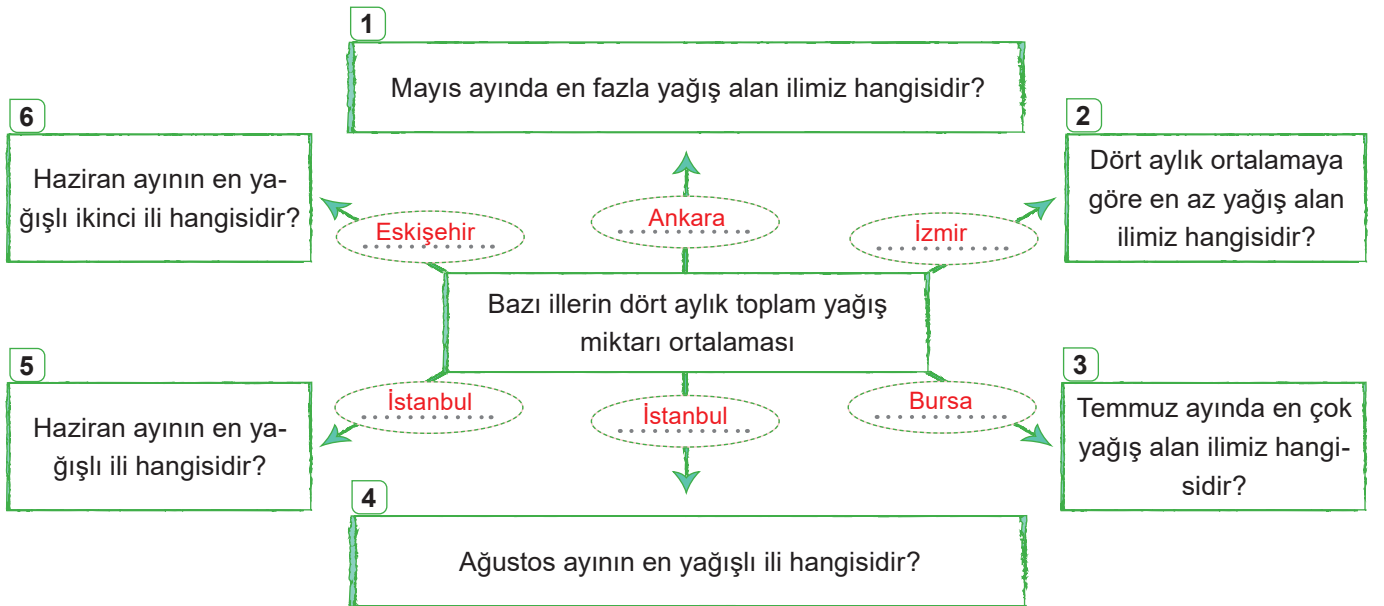 1
Mayıs ayında en fazla yağış alan ilimiz hangisidir?
6
Haziran ayının en ya-
ğışlı ikinci ili hangisidir?
2
Dört aylık ortalamaya
göre en az yağış alan
ilimiz hangisidir?
Eskişehir
Ankara
İzmir
Bazı illerin dört aylık toplam yağış
miktarı ortalaması
5
Haziran ayının en ya-
ğışlı ili hangisidir?
İstanbul
İstanbul
Bursa
3
Temmuz ayında en çok
yağış alan ilimiz hangi-
sidir?
4
Ağustos ayının en yağışlı ili hangisidir?